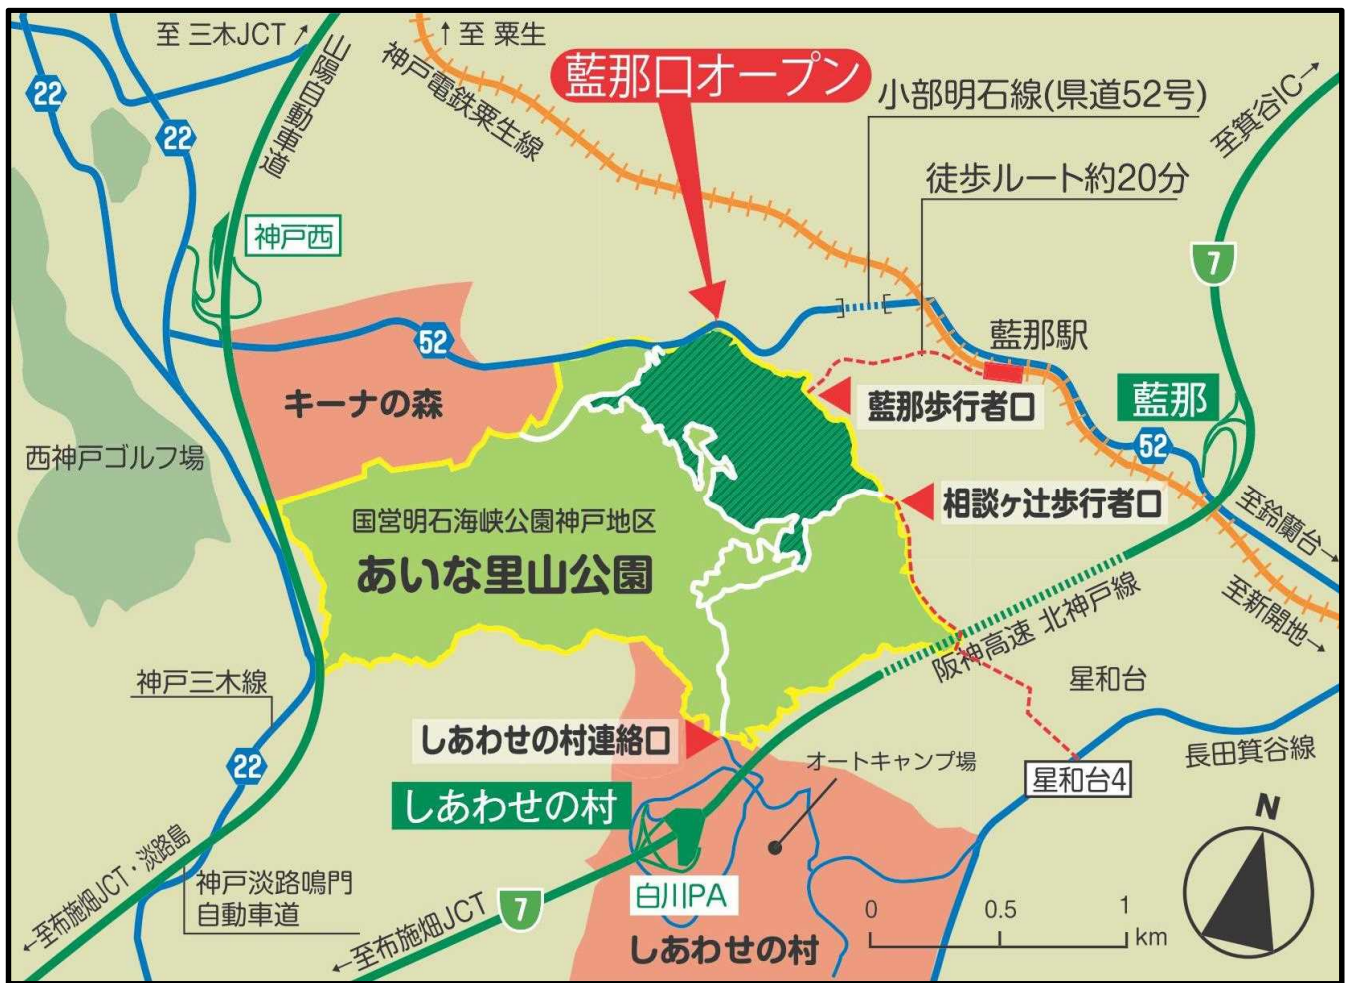 至 三木JCT↗
↑至 粟生
山陽自動車道
神戸電鉄粟生線
藍那口オープン
小部明石線(県道52号)
至箕谷IC→
22
22
徒歩ルート約20分
神戸西
7
52
藍那駅
キーナの森
藍那歩行者口
藍那
52
西神戸ゴルフ場
相談ヶ辻歩行者口
至鈴蘭台→
国営明石海峡公園神戸地区
あいな里山公園
至新開地→
阪神高速 北神戸線
神戸三木線
星和台
しあわせの村連絡口
長田箕谷線
22
オートキャンプ場
星和台4
しあわせの村
N
←至布施畑JCT・淡路島
神戸淡路鳴門
自動車道
白川PA
7
←至布施畑JCT
0 0.5 1
km
しあわせの村